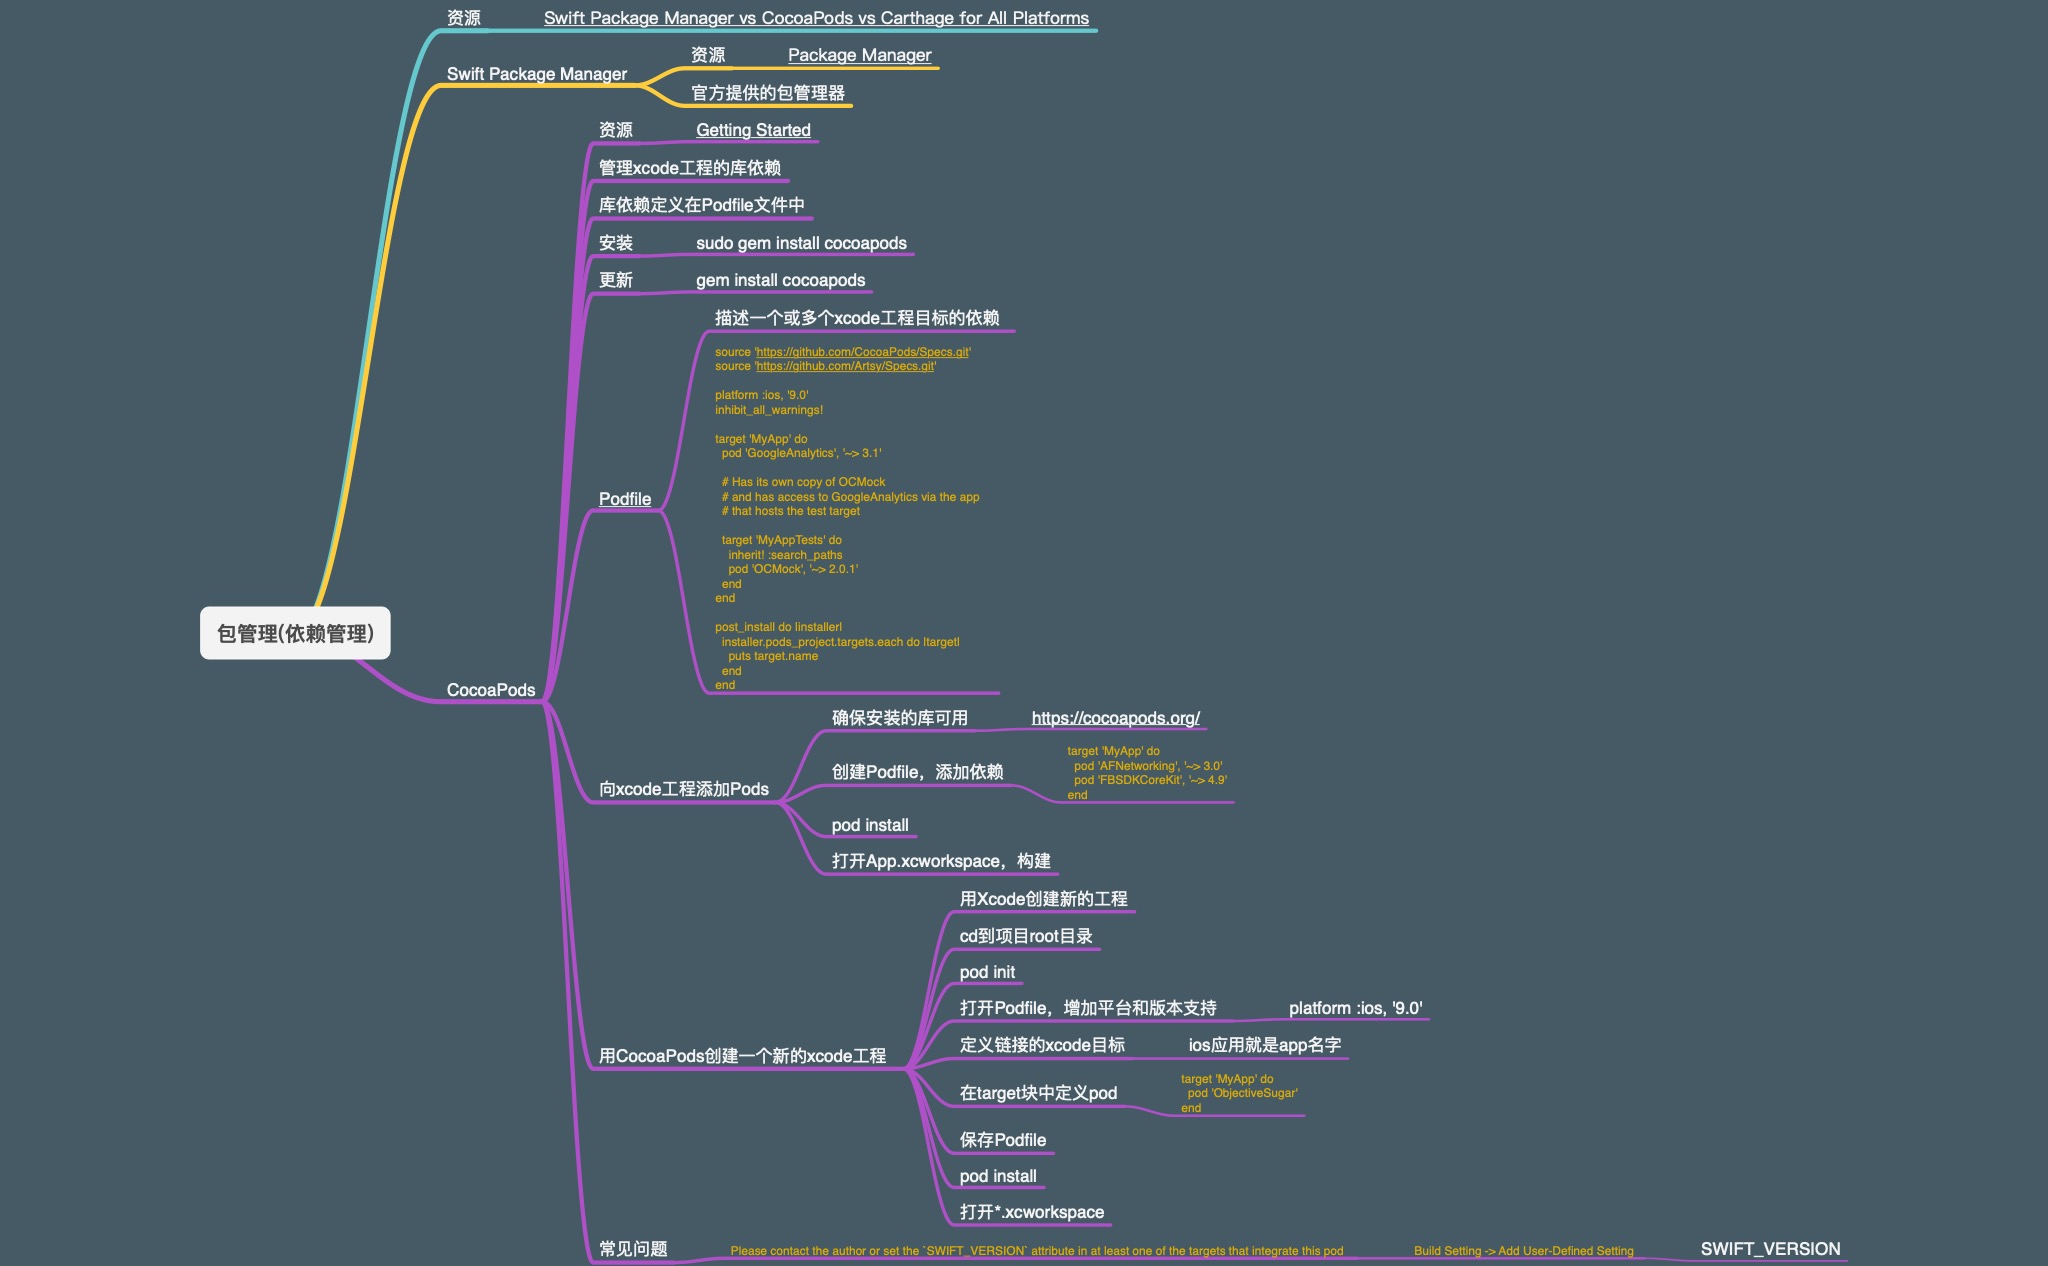 资源
Swift Package Manager vs CocoaPods vs Carthage for All Platforms
Swift Package Manager
资源
Package Manager
官方提供的包管理器
包管理(依赖管理)
CocoaPods
资源
Getting Started
管理xcode工程的库依赖
库依赖定义在Podfile文件中
安装
sudo gem install cocoapods
更新
gem install cocoapods
Podfile
描述一个或多个xcode工程目标的依赖
source 'https://github.com/CocoaPods/Specs.git'
source 'https://github.com/Artsy/Specs.git'
platform :ios, '9.0'
inhibit_all_warnings!
target 'MyApp' do
pod 'GoogleAnalytics', '~> 3.1'
# Has its own copy of OCMock
# and has access to GoogleAnalytics via the app
# that hosts the test target
target 'MyAppTests' do
inherit! :search_paths
pod 'OCMock', '~> 2.0.1'
end
end
post_install do |installer|
installer.pods_project.targets.each do |target|
puts target.name
end
end
向xcode工程添加Pods
确保安装的库可用
https://cocoapods.org/
创建Podfile，添加依赖
target 'MyApp' do
pod 'AFNetworking', '~> 3.0'
pod 'FBSDKCoreKit', '~> 4.9'
end
pod install
打开App.xcworkspace，构建
用CocoaPods创建一个新的xcode工程
用Xcode创建新的工程
cd到项目root目录
pod init
打开Podfile，增加平台和版本支持
platform :ios, '9.0'
定义链接的xcode目标
ios应用就是app名字
在target块中定义pod
target 'MyApp' do
pod 'ObjectiveSugar'
end
保存Podfile
pod install
打开*.xcworkspace
常见问题
Please contact the author or set the `SWIFT_VERSION` attribute in at least one of the targets that integrate this pod
Build Setting -> Add User-Defined Setting
SWIFT_VERSION